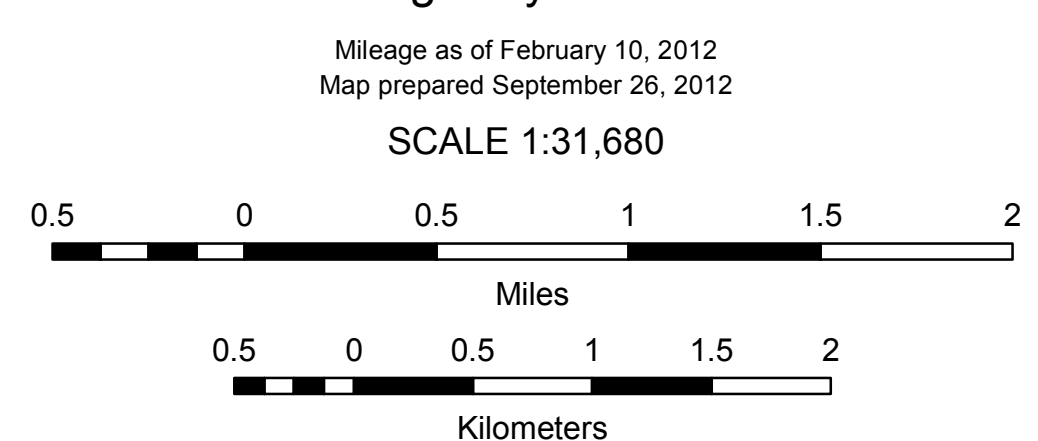 Mileage as of February 10, 2012
Map prepared September 26, 2012
SCALE 1:31,680
0.5 0 0.5 1 1.5 2
Miles
0.5 0 0.5 1 1.5 2
Kilometers